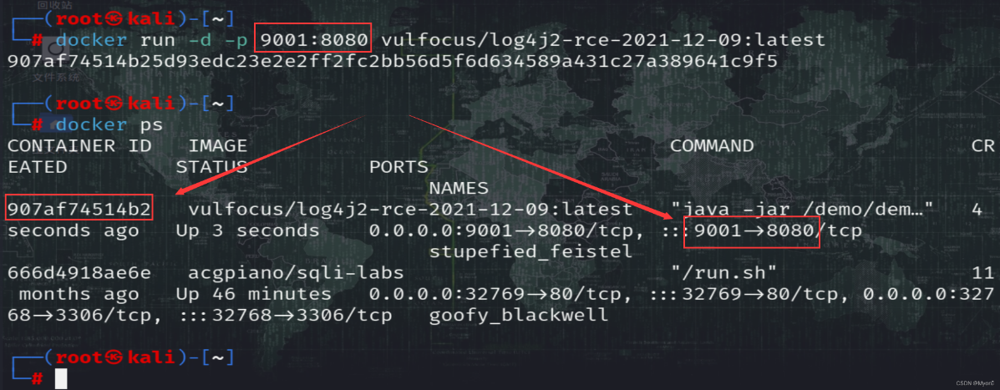 回收站
┌──(root㉿kali)-[~]
└─# docker run -d -p 9001:8080 vulfocus/log4j2-rce-2021-12-09:latest
907af74514b25d93edc23e2e2ff2fc2bb56d5f6d634589a431c27a389641c9f5
文件系统
┌──(root㉿kali)-[~]
└─# docker ps
CONTAINER ID   IMAGE   COMMAND   CR
EATED   STATUS   PORTS
NAMES
907af74514b2   vulfocus/log4j2-rce-2021-12-09:latest   "java -jar /demo/dem…"   4
seconds ago   Up 3 seconds   0.0.0.0:9001->8080/tcp, :::9001->8080/tcp
stupefied_feistel
666d4918ae6e   acgpiano/sqli-labs   "/run.sh"   11
months ago   Up 46 minutes   0.0.0.0:32769->80/tcp, :::32769->80/tcp, 0.0.0.0:327
68->3306/tcp, :::32768->3306/tcp   goofy_blackwell
┌──(root㉿kali)-[~]
└─#